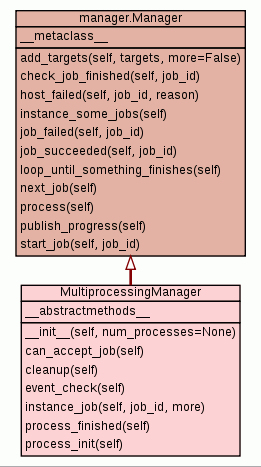 manager.Manager
__metaclass__
add_targets(self, targets, more=False)
check_job_finished(self, job_id)
host_failed(self, job_id, reason)
instance_some_jobs(self)
job_failed(self, job_id)
job_succeeded(self, job_id)
loop_until_something_finishes(self)
next_job(self)
process(self)
publish_progress(self)
start_job(self, job_id)
MultiprocessingManager
__abstractmethods__
__init__(self, num_processes=None)
can_accept_job(self)
cleanup(self)
event_check(self)
instance_job(self, job_id, more)
process_finished(self)
process_init(self)